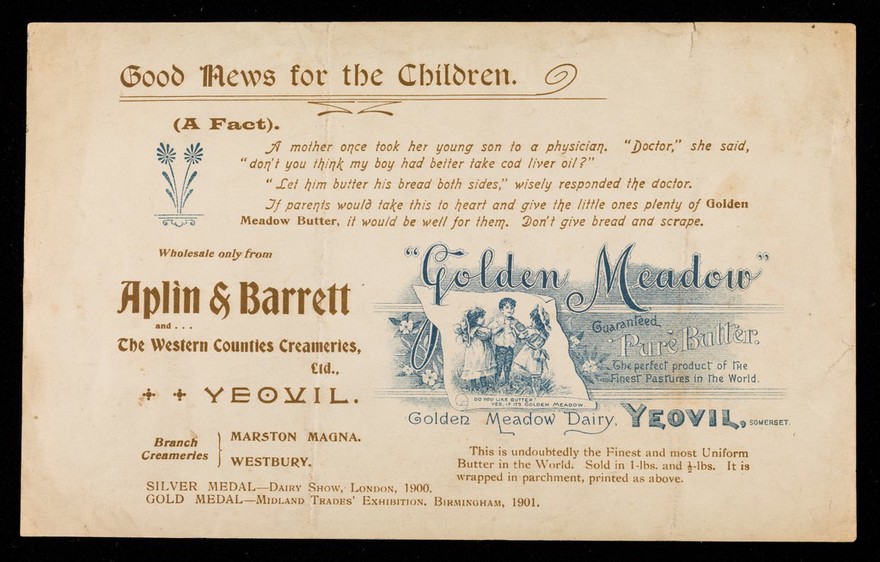 Good News for the Children.
(A Fact).
A mother once took her young son to a physician. "Doctor," she said,
"don't you think my boy had better take cod liver oil?"
"Let him butter his bread both sides," wisely responded the doctor.
If parents would take this to heart and give the little ones plenty of Golden
Meadow Butter, it would be well for them. Don't give bread and scrape.
Wholesale only from
Aplin & Barrett
and . . .
The Western Counties Creameries,
Ltd.,
YEOVIL.
Branch
Creameries
MARSTON MAGNA.
WESTBURY.
SILVER MEDAL—DAIRY SHOW, LONDON, 1900.
GOLD MEDAL—MIDLAND TRADES' EXHIBITION, BIRMINGHAM, 1901.
"Golden Meadow"
Guaranteed
Pure Butter.
The perfect product of the
Finest Pastures in the World.
DO YOU LIKE BUTTER?
YES, IF IT'S GOLDEN MEADOW.
Golden Meadow Dairy, YEOVIL, SOMERSET.
This is undoubtedly the Finest and most Uniform
Butter in the World. Sold in 1-lbs. and ½-lbs. It is
wrapped in parchment, printed as above.